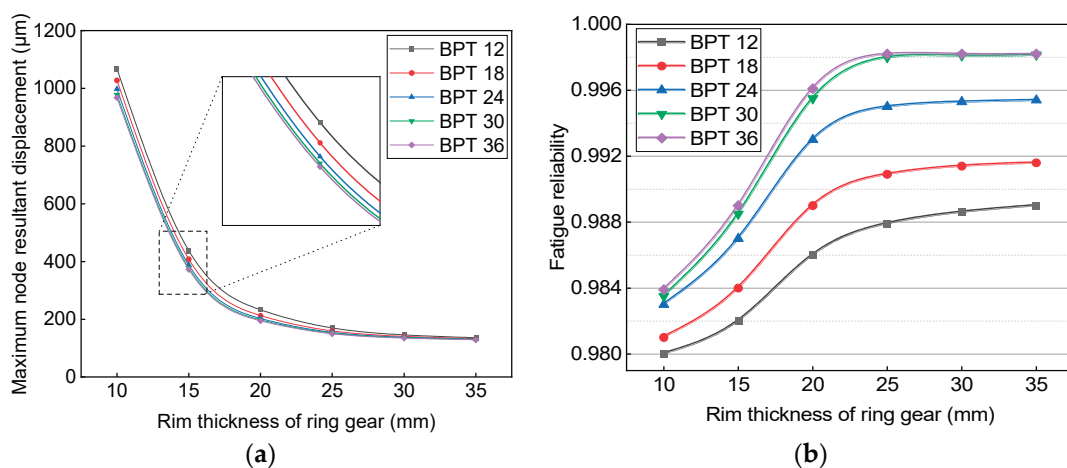 1200
1000
800
600
400
200
0
10 15 20 25 30 35
Maximum node resultant displacement (μm)
Rim thickness of ring gear (mm)
BPT 12
BPT 18
BPT 24
BPT 30
BPT 36
(a)
1.000
0.996
0.992
0.988
0.984
0.980
10 15 20 25 30 35
Fatigue reliability
Rim thickness of ring gear (mm)
BPT 12
BPT 18
BPT 24
BPT 30
BPT 36
(b)